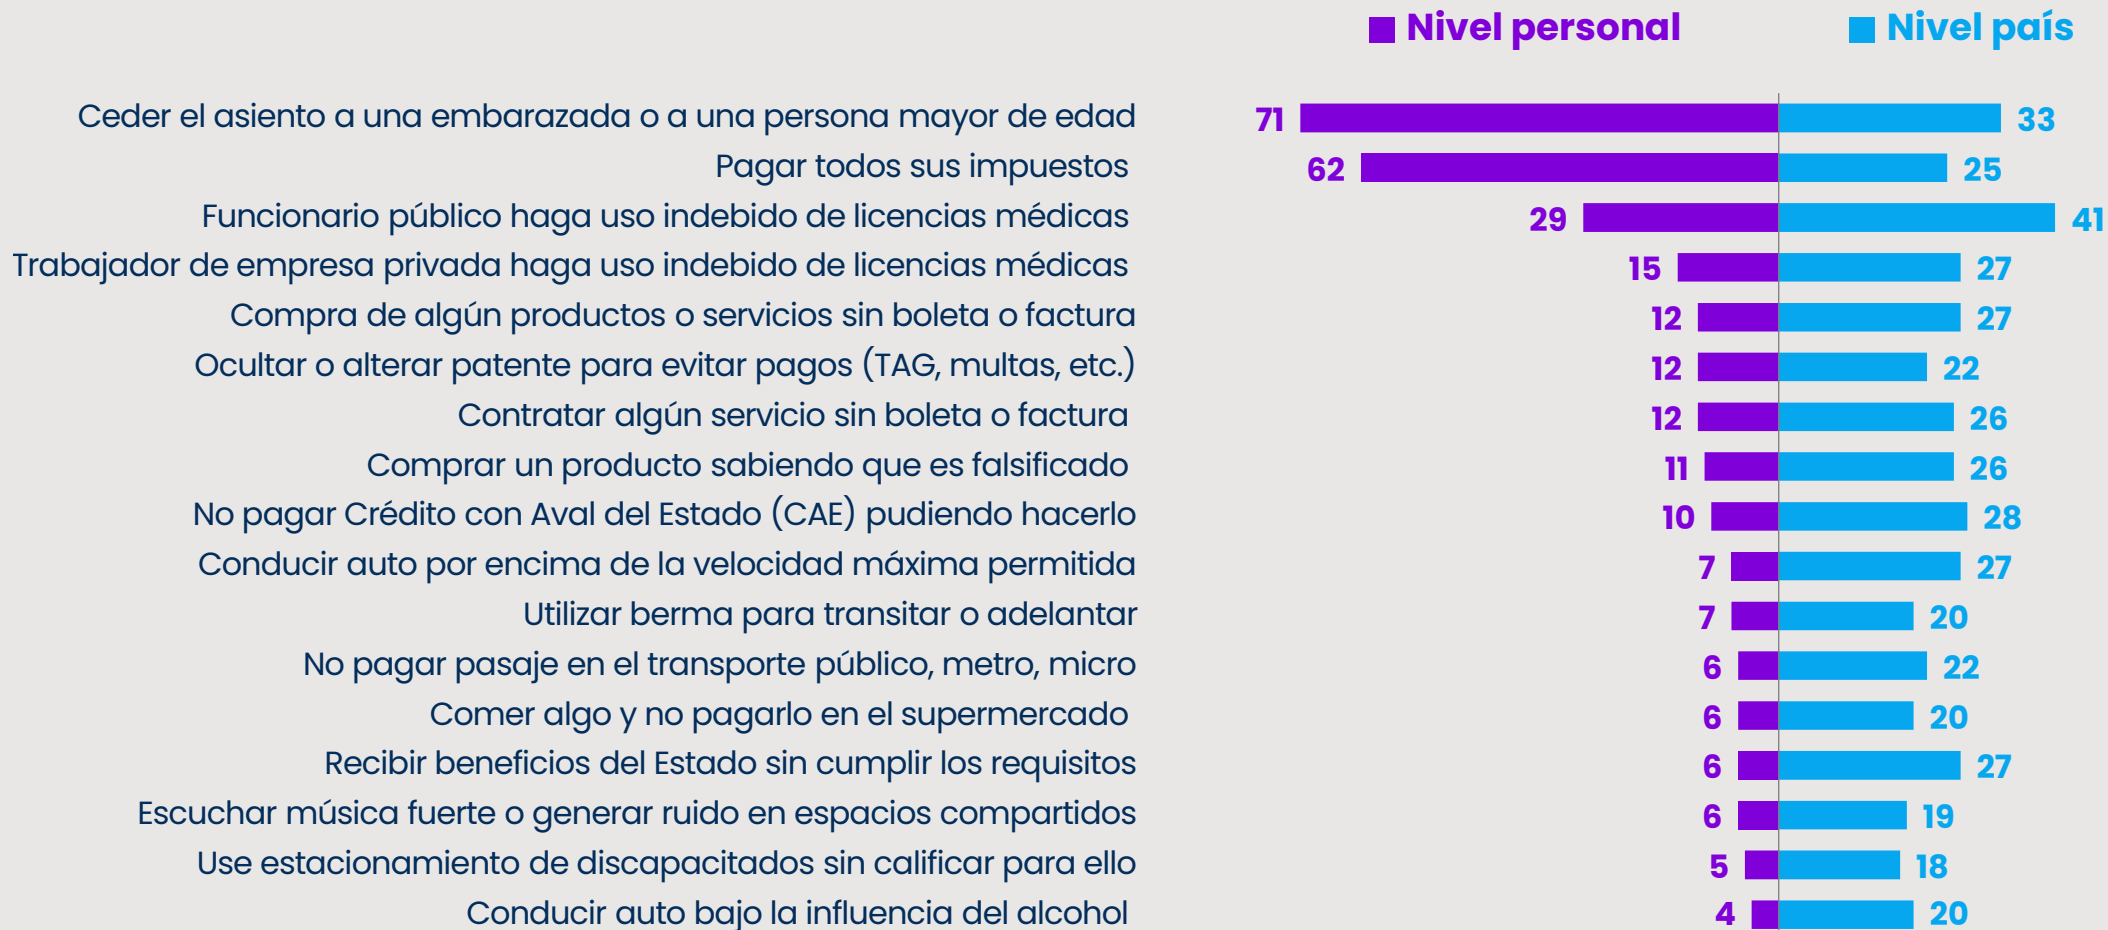 Nivel personal Nivel país
Ceder el asiento a una embarazada o a una persona mayor de edad 71 33
Pagar todos sus impuestos 62 25
Funcionario público haga uso indebido de licencias médicas 29 41
Trabajador de empresa privada haga uso indebido de licencias médicas 15 27
Compra de algún productos o servicios sin boleta o factura 12 27
Ocultar o alterar patente para evitar pagos (TAG, multas, etc.) 12 22
Contratar algún servicio sin boleta o factura 12 26
Comprar un producto sabiendo que es falsificado 11 26
No pagar Crédito con Aval del Estado (CAE) pudiendo hacerlo 10 28
Conducir auto por encima de la velocidad máxima permitida 7 27
Utilizar berma para transitar o adelantar 7 20
No pagar pasaje en el transporte público, metro, micro 6 22
Comer algo y no pagarlo en el supermercado 6 20
Recibir beneficios del Estado sin cumplir los requisitos 6 27
Escuchar música fuerte o generar ruido en espacios compartidos 6 19
Use estacionamiento de discapacitados sin calificar para ello 5 18
Conducir auto bajo la influencia del alcohol 4 20